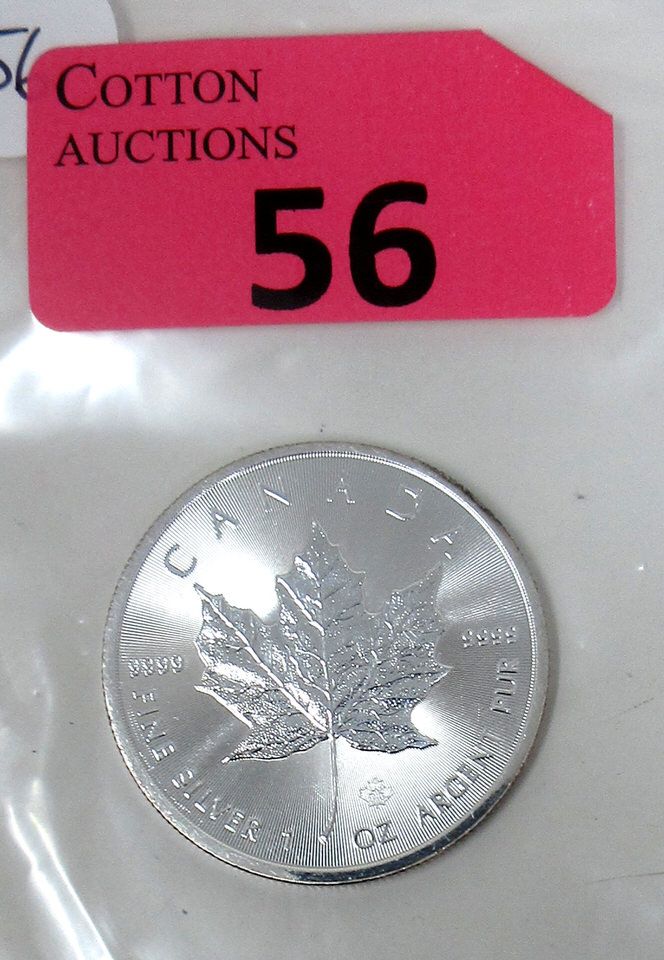 56
COTTON
AUCTIONS
56
CANADA
9999
9999
FINE SILVER 1 OZ ARGENT PUR